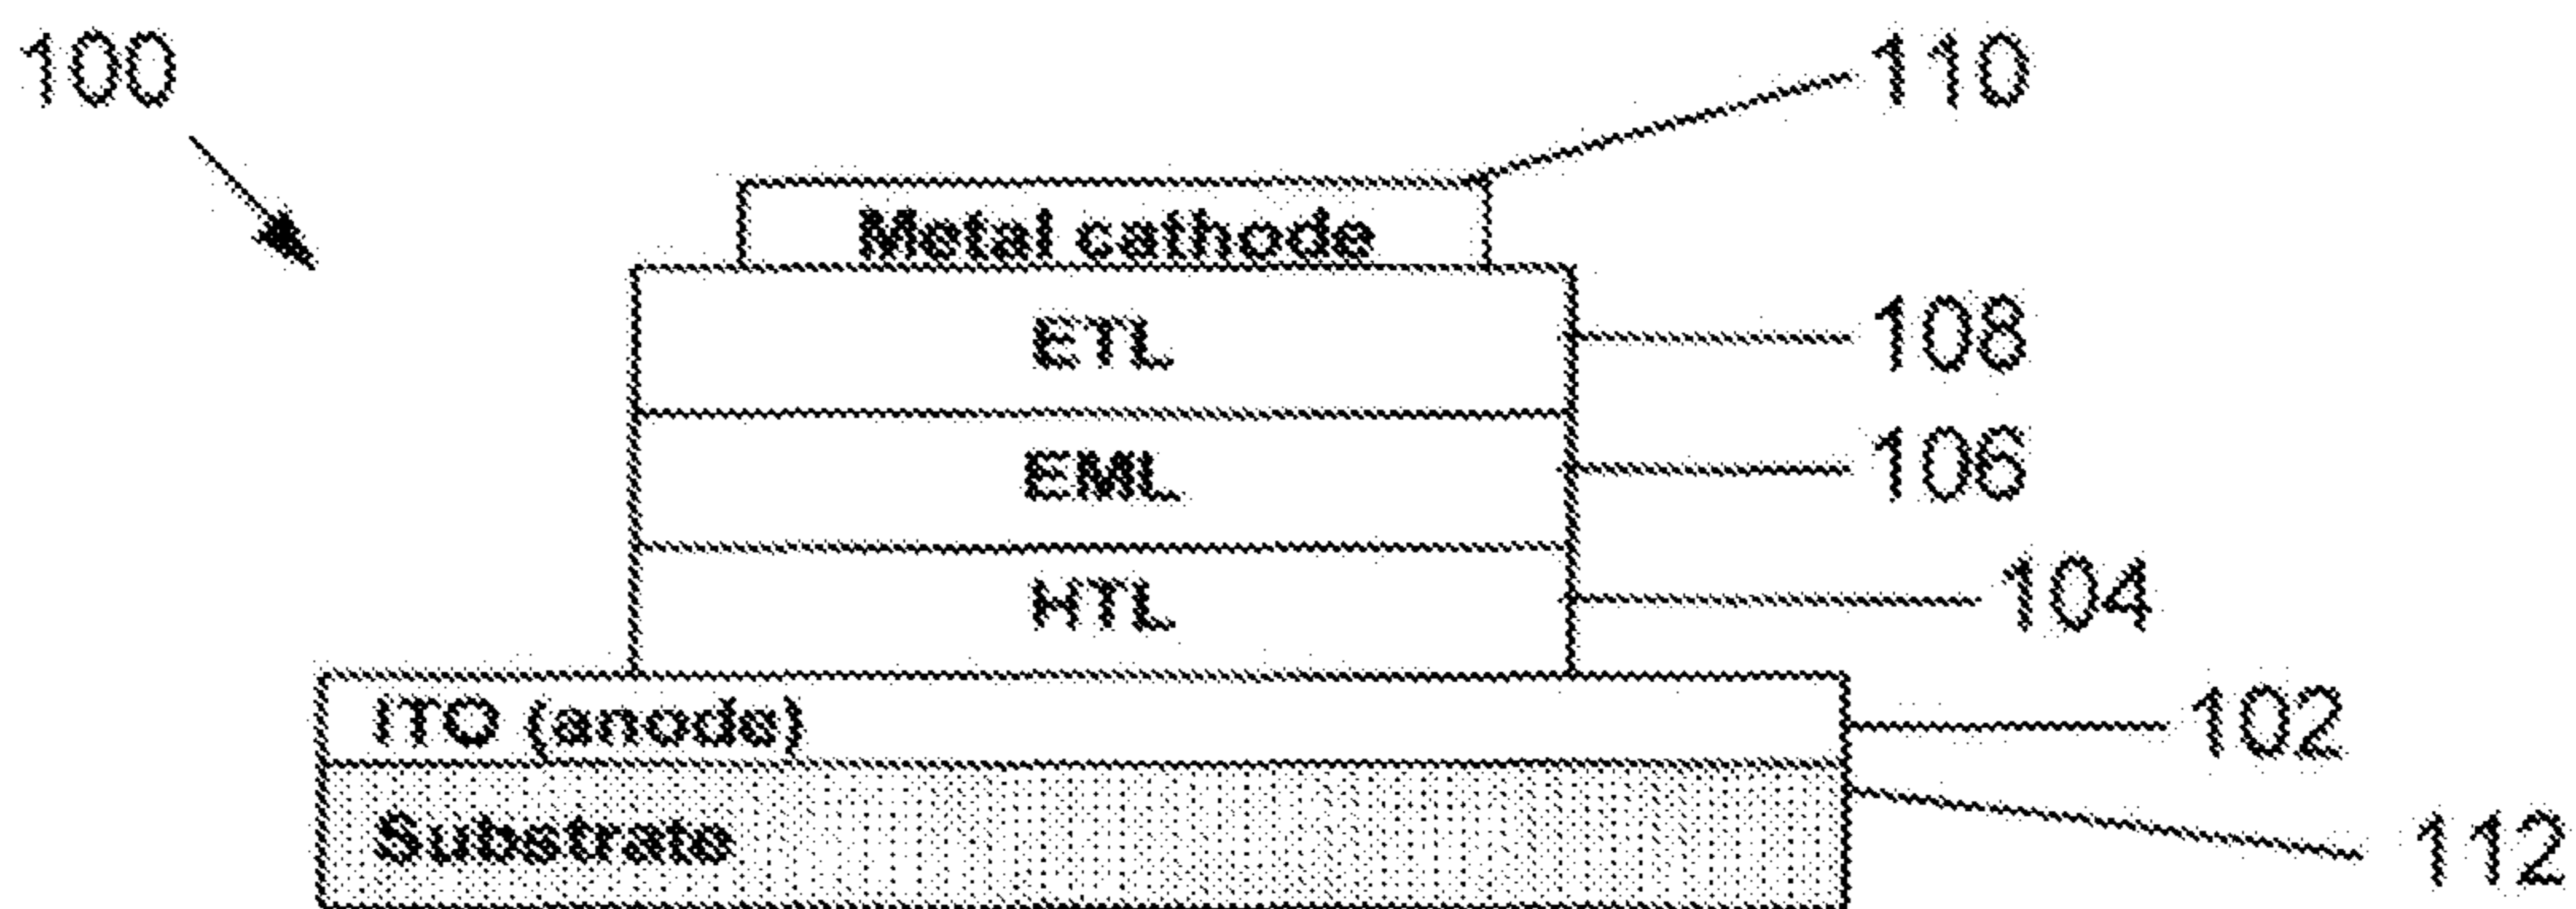 100
110
Metal cathode
ETL
108
EML
106
HTL
104
ITO (anode)
102
Substrate
112